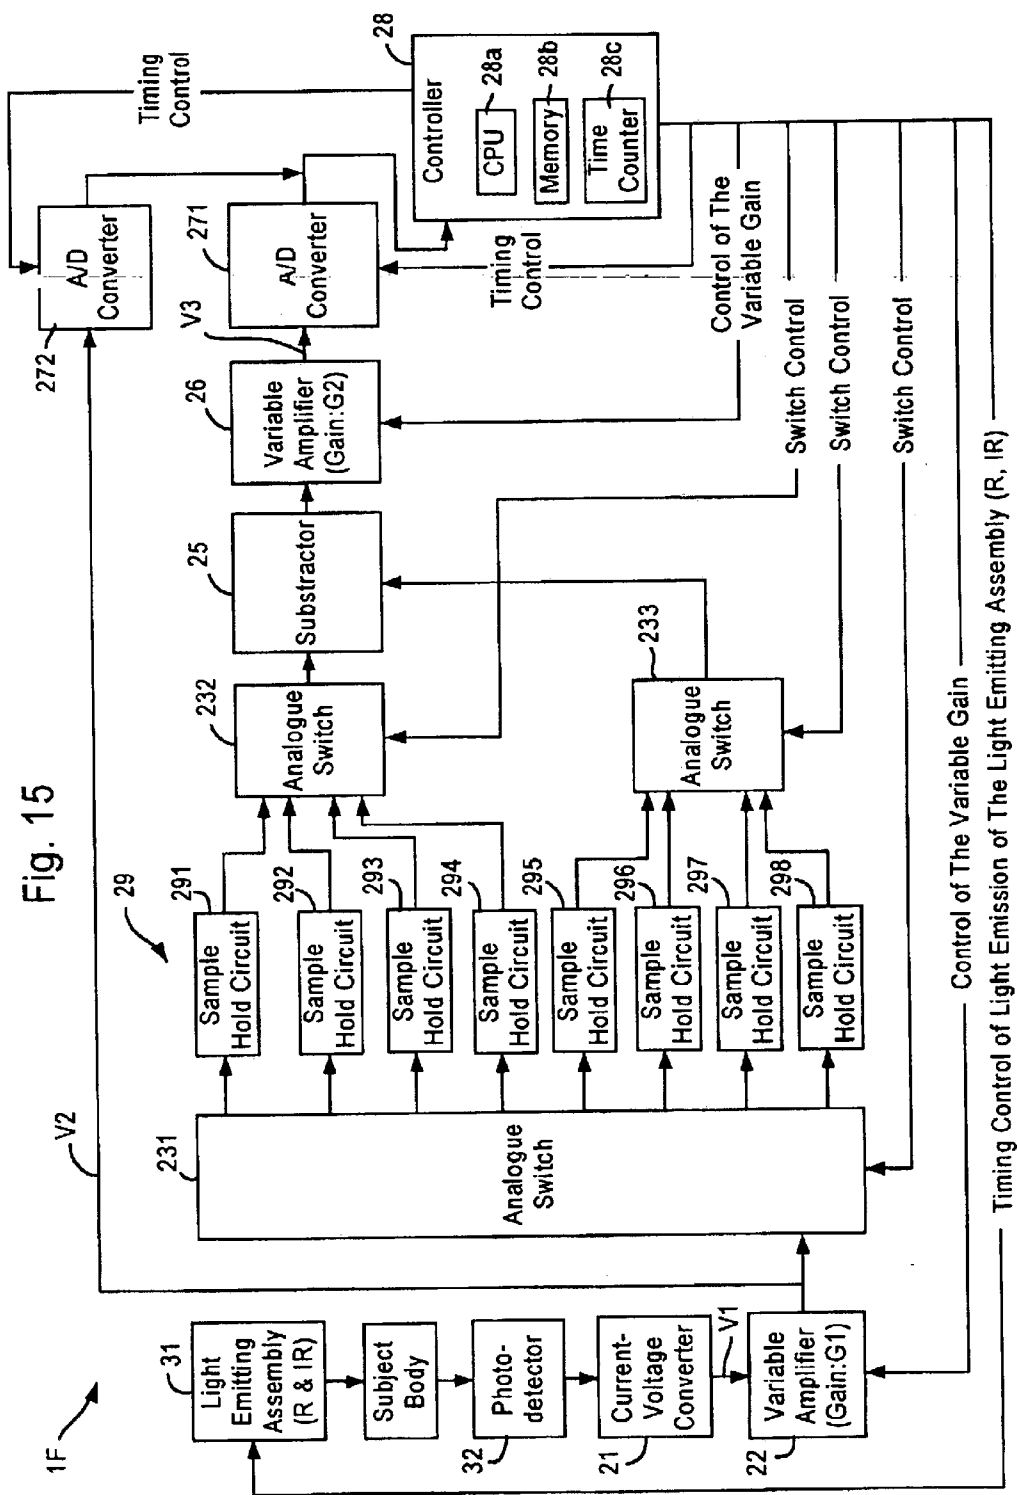 Fig. 15
1F
31
Light
Emitting
Assembly
(R & IR)
Subject
Body
Photo-
detector
32
Current-
Voltage
Converter
21
V1
Variable
Amplifier
(Gain:G1)
22
V2
231
Analogue
Switch
29
291
Sample
Hold Circuit
292
Sample
Hold Circuit
293
Sample
Hold Circuit
294
Sample
Hold Circuit
295
Sample
Hold Circuit
296
Sample
Hold Circuit
297
Sample
Hold Circuit
298
Sample
Hold Circuit
232
Analogue
Switch
233
Analogue
Switch
25
Substractor
26
Variable
Amplifier
(Gain:G2)
V3
271
A/D
Converter
272
A/D
Converter
Timing
Control
28
Controller
28a
CPU
28b
Memory
28c
Time
Counter
Timing
Control
Control of The
Variable Gain
Switch Control
Switch Control
Switch Control
Control of The Variable Gain
Timing Control of Light Emission of The Light Emitting Assembly (R, IR)